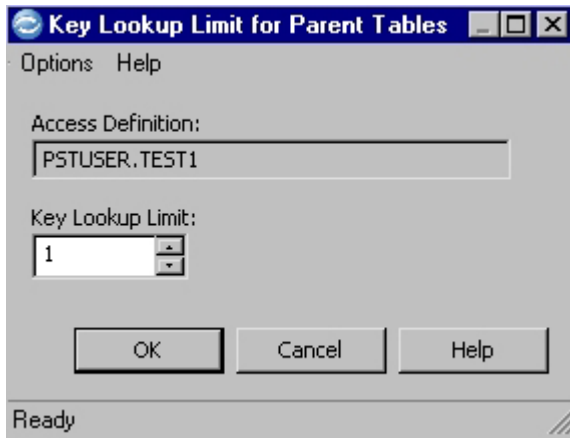 Key Lookup Limit for Parent Tables
Options Help
Access Definition:
PSTUSER.TEST1
Key Lookup Limit:
1
OK Cancel Help
Ready